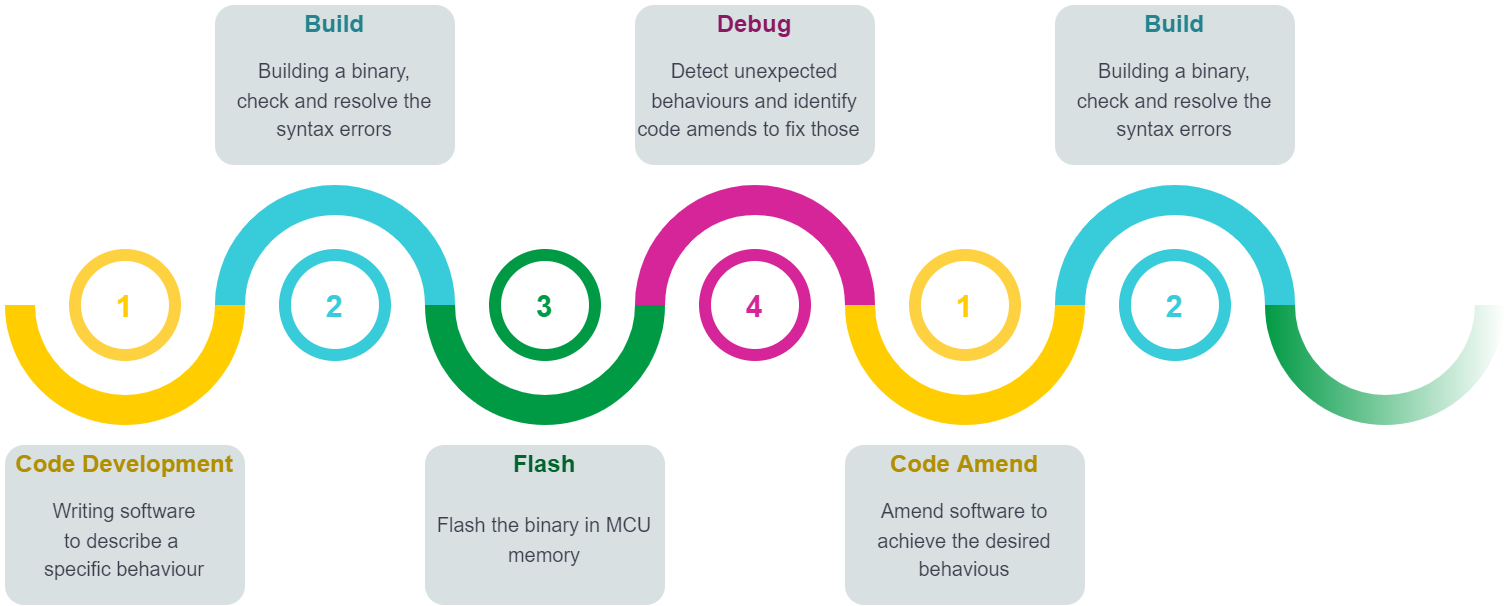 Build
Building a binary,
check and resolve the
syntax errors
Debug
Detect unexpected
behaviours and identify
code amends to fix those
Build
Building a binary,
check and resolve the
syntax errors
1
2
3
4
1
2
Code Development
Writing software
to describe a
specific behaviour
Flash
Flash the binary in MCU
memory
Code Amend
Amend software to
achieve the desired
behavious